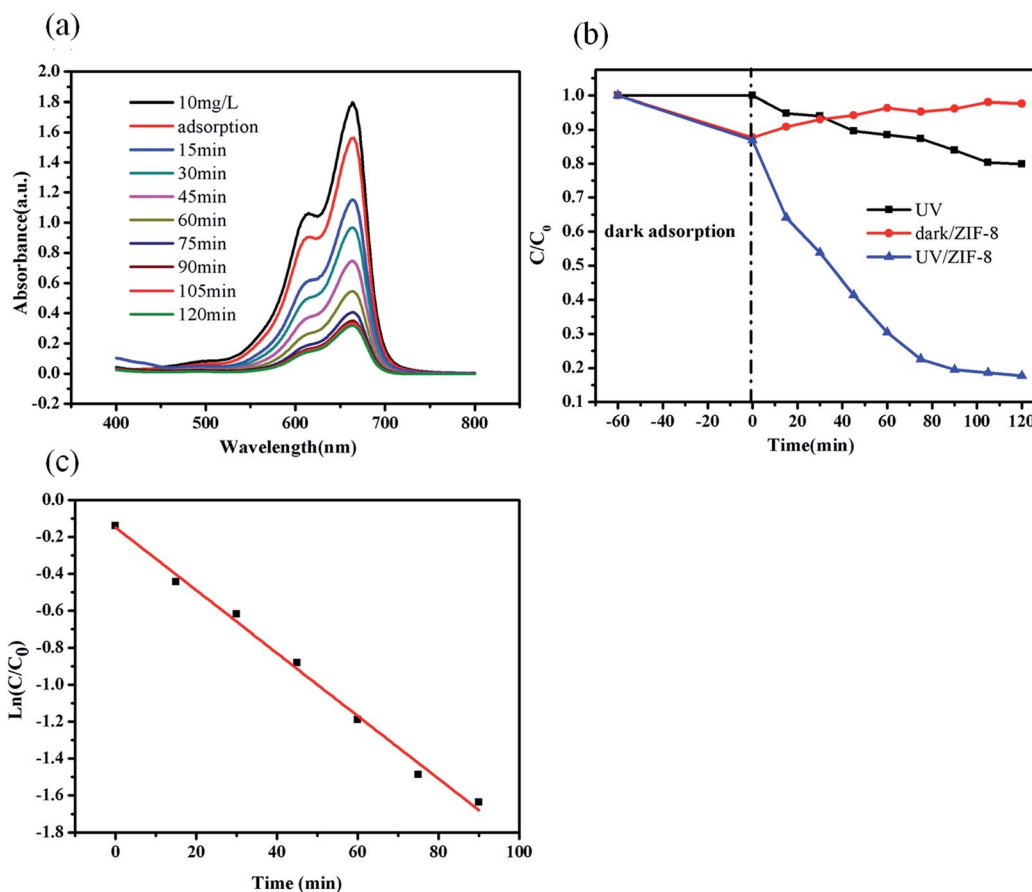 (a)
2.0
1.8
1.6
1.4
1.2
1.0
0.8
0.6
0.4
0.2
0.0
-0.2
Absorbance(a.u.)
10mg/L
adsorption
15min
30min
45min
60min
75min
90min
105min
120min
400
500
600
700
800
Wavelength(nm)
(b)
1.0
0.9
0.8
0.7
0.6
0.5
0.4
0.3
0.2
0.1
C/C₀
dark adsorption
UV
dark/ZIF-8
UV/ZIF-8
-60
-40
-20
0
20
40
60
80
100
120
Time(min)
(c)
0.0
-0.2
-0.4
-0.6
-0.8
-1.0
-1.2
-1.4
-1.6
-1.8
Ln(C/C₀)
0
20
40
60
80
100
Time (min)